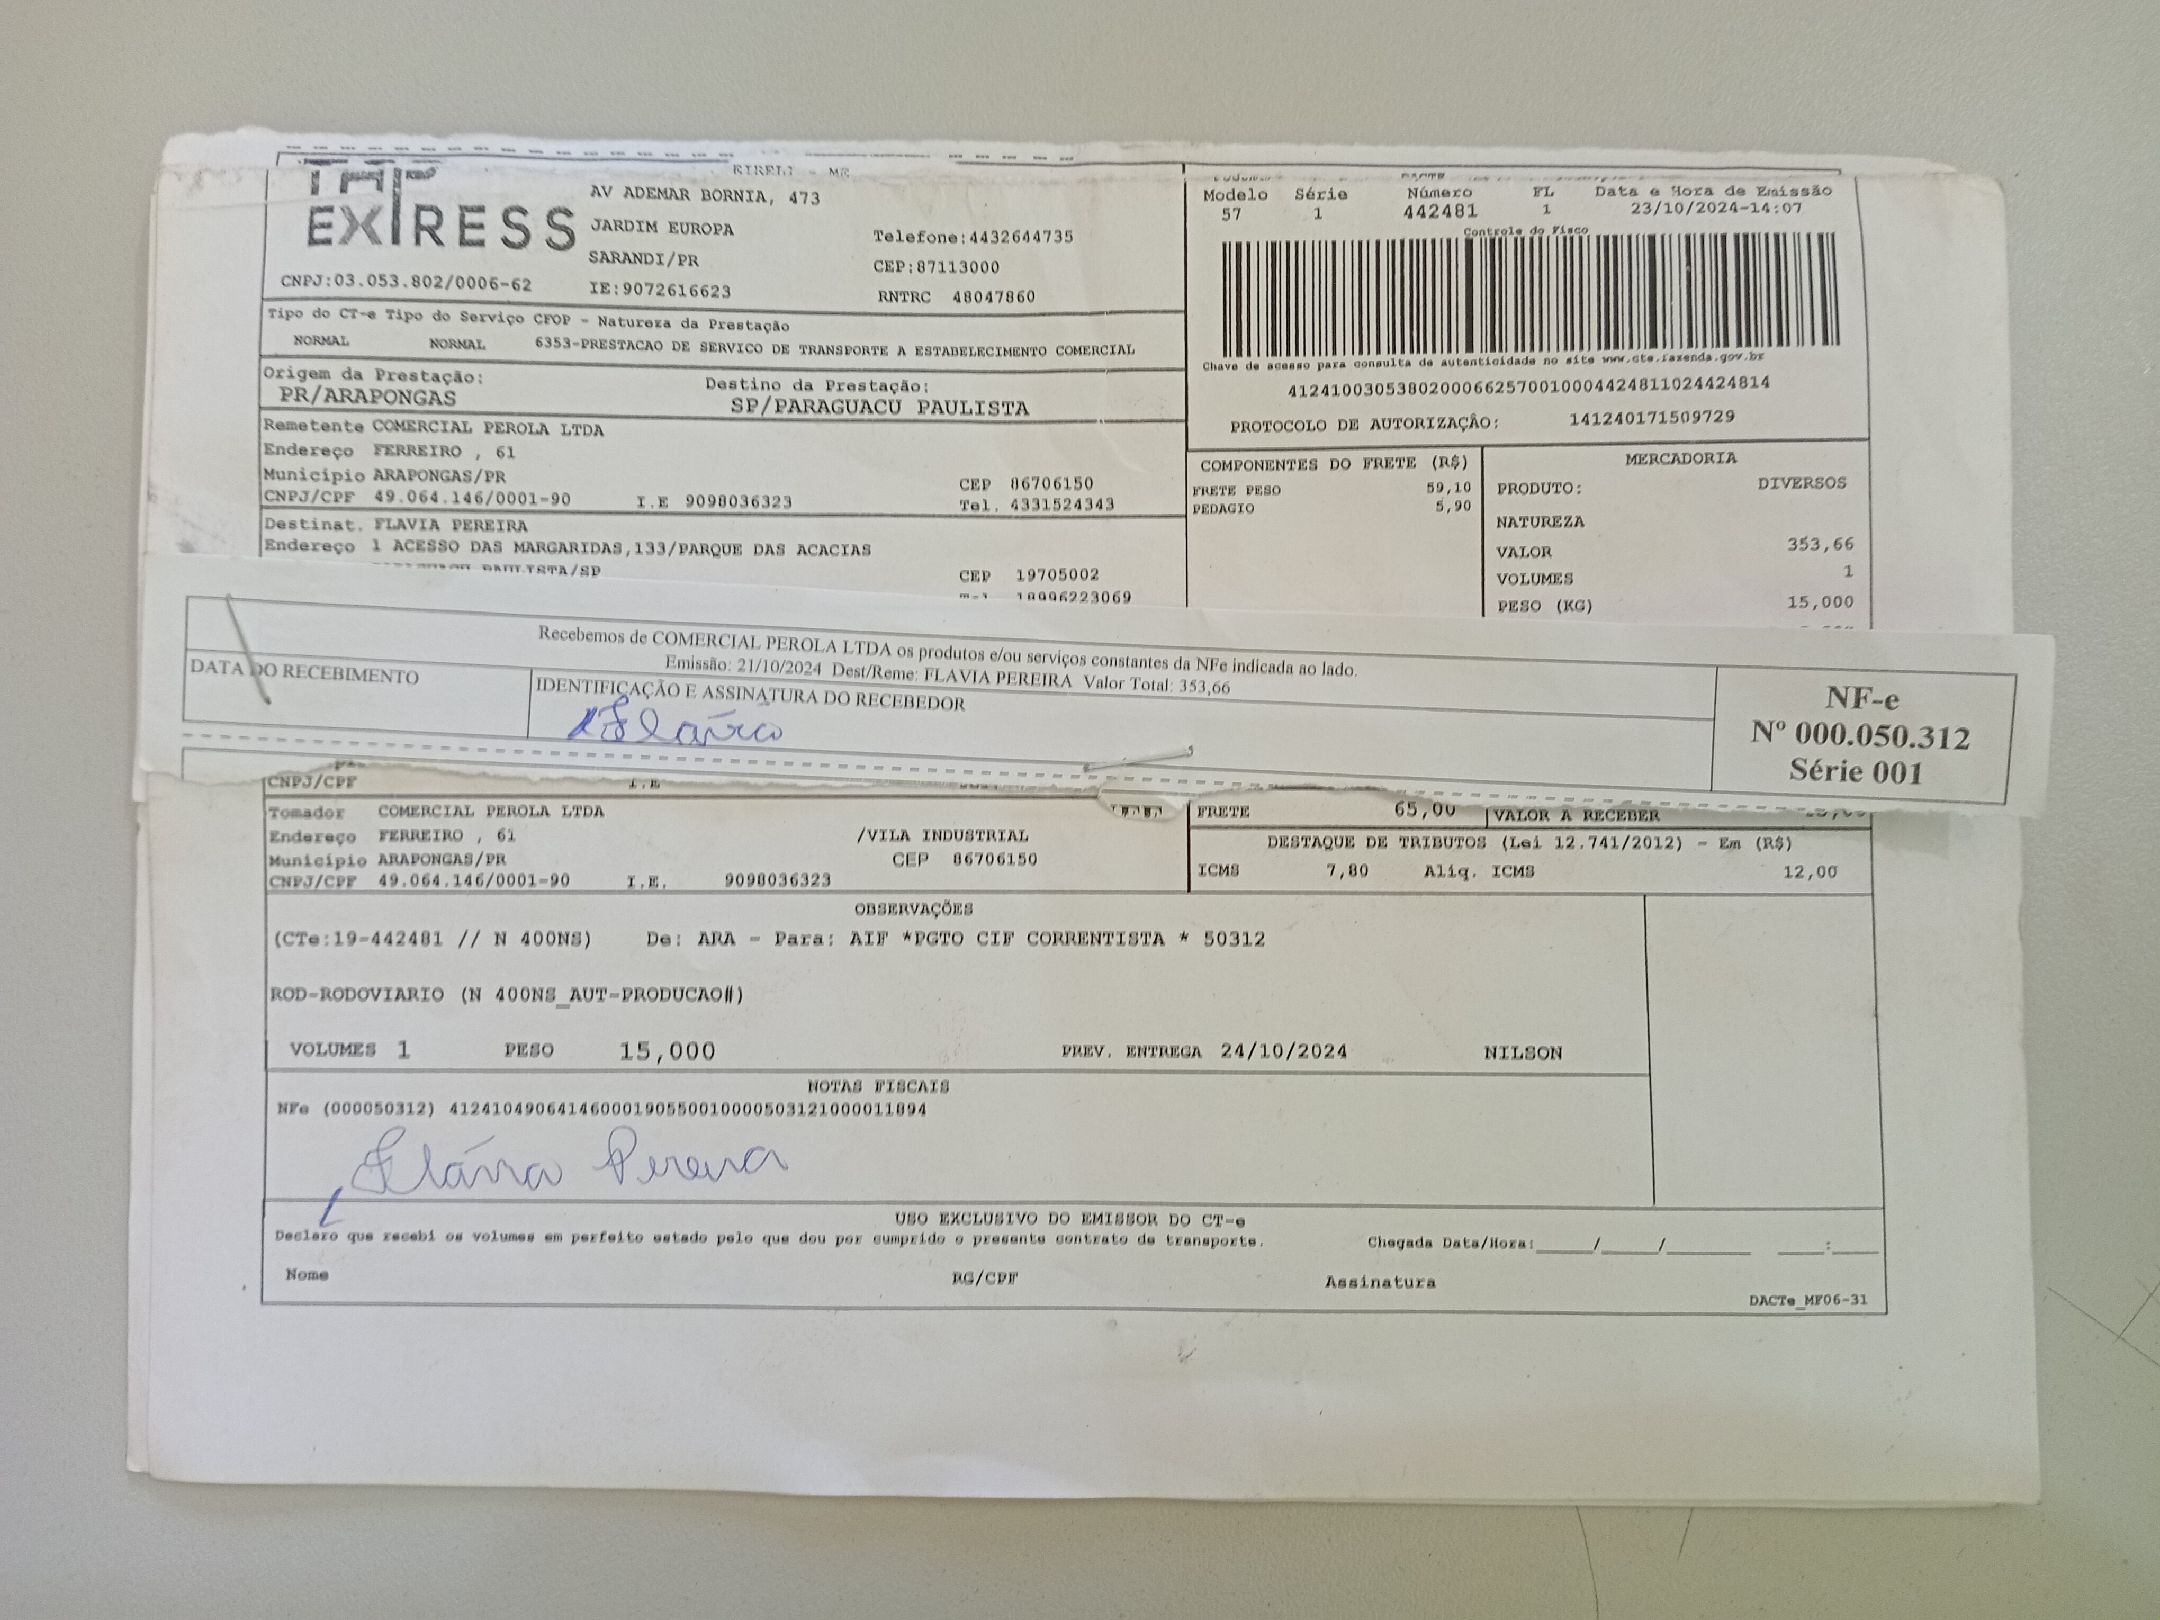 EXPRESS
AV ADEMAR BORNIA, 473
JARDIM EUROPA
Telefone:4432644735
SARANDI/PR
CEP:87113000
CNPJ:03.053.802/0006-62
IE:9072616623
RNTRC 48047860
Modelo Série Número FL Data e Hora de Emissão
57 1 442481 1 23/10/2024-14:07
Controle do Fisco
Chave de acesso para consulta de autenticidade no site www.cte.fazenda.gov.br
41241003053802000662570010004424811024424814
PROTOCOLO DE AUTORIZAÇÃO: 141240171509729
Tipo do CT-e Tipo do Serviço CFOP - Natureza da Prestação
NORMAL NORMAL 6353-PRESTACAO DE SERVICO DE TRANSPORTE A ESTABELECIMENTO COMERCIAL
Origem da Prestação: Destino da Prestação:
PR/ARAPONGAS SP/PARAGUACU PAULISTA
Remetente COMERCIAL PEROLA LTDA
Endereço FERREIRO , 61
Município ARAPONGAS/PR CEP 86706150
CNPJ/CPF 49.064.146/0001-90 I.E 9098036323 Tel. 4331524343
Destinat. FLAVIA PEREIRA
Endereço 1 ACESSO DAS MARGARIDAS,133/PARQUE DAS ACACIAS
PAULISTA/SP CEP 19705002
18996223069
COMPONENTES DO FRETE (R$)
FRETE PESO 59,10
PEDAGIO 5,90
MERCADORIA
PRODUTO: DIVERSOS
NATUREZA
VALOR 353,66
VOLUMES 1
PESO (KG) 15,000
Recebemos de COMERCIAL PEROLA LTDA os produtos e/ou serviços constantes da NFe indicada ao lado.
Emissão: 21/10/2024 Dest/Reme: FLAVIA PEREIRA Valor Total: 353,66
DATA DO RECEBIMENTO
IDENTIFICAÇÃO E ASSINATURA DO RECEBEDOR
Flávia
NF-e
Nº 000.050.312
Série 001
CNPJ/CPF I.E
Tomador COMERCIAL PEROLA LTDA
Endereço FERREIRO , 61 /VILA INDUSTRIAL
Município ARAPONGAS/PR CEP 86706150
CNPJ/CPF 49.064.146/0001-90 I.E. 9098036323
FRETE 65,00 VALOR A RECEBER
DESTAQUE DE TRIBUTOS (Lei 12.741/2012) - Em (R$)
ICMS 7,80 Aliq. ICMS 12,00
OBSERVAÇÕES
(CTe:19-442481 // N 400NS) De: ARA - Para: AIF *PGTO CIF CORRENTISTA * 50312
ROD-RODOVIARIO (N 400NS_AUT-PRODUCAO#)
VOLUMES 1 PESO 15,000 PREV. ENTREGA 24/10/2024 NILSON
NOTAS FISCAIS
NFe (000050312) 41241049064146000190550010000503121000011894
Flávia Pereira
USO EXCLUSIVO DO EMISSOR DO CT-e
Declaro que recebi os volumes em perfeito estado pelo que dou por cumprido o presente contrato de transporte. Chegada Data/Hora:_____/_____/_______ ____:____
Nome RG/CPF Assinatura
DACTe_MF06-31